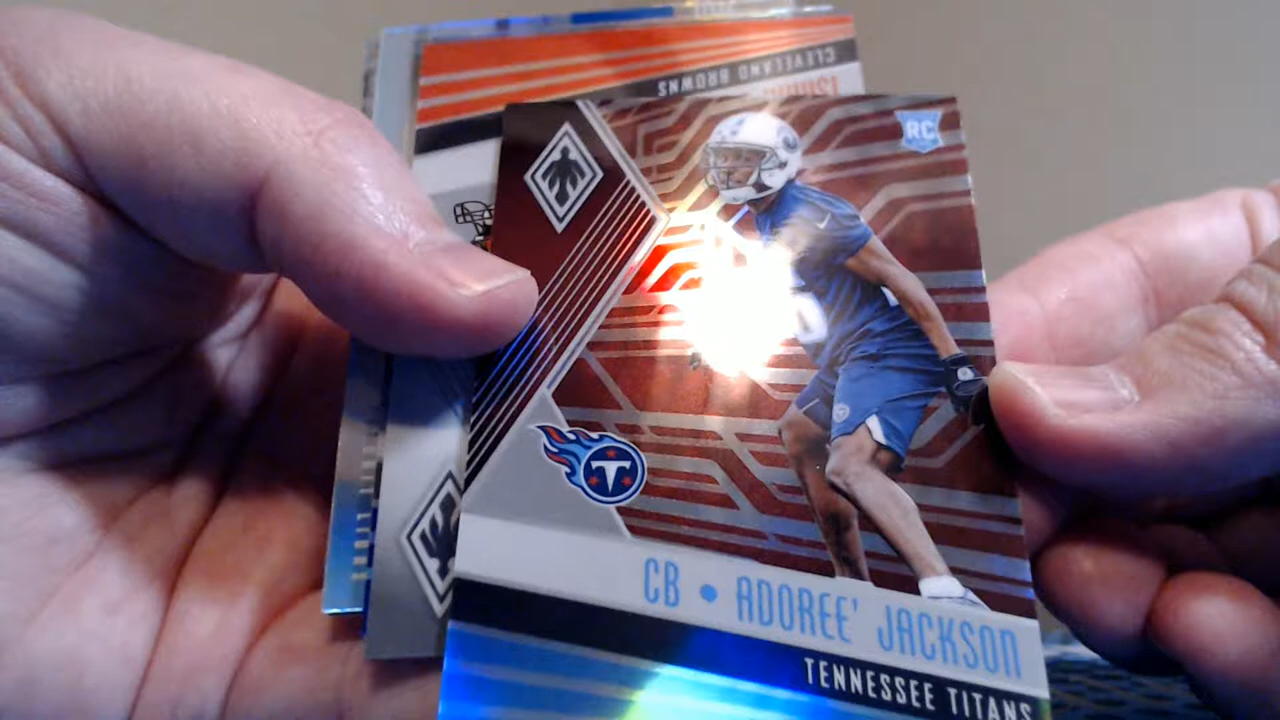 CLEVELAND BROWNS
RC
T
CB • ADOREE' JACKSON
TENNESSEE TITANS